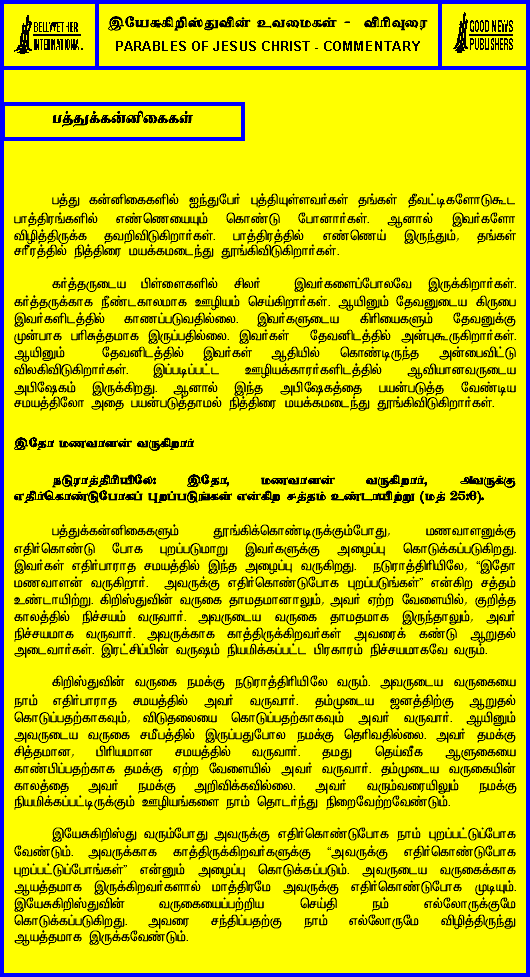 BELLWETHER
INTERNATIONAL
இயேசுகிறிஸ்துவின் உவமைகள் - விரிவுரை
PARABLES OF JESUS CHRIST - COMMENTARY
GOOD NEWS
PUBLISHERS
பத்துக்கன்னிகைகள்
பத்து கன்னிகைகளில் ஐந்துபேர் புத்தியுள்ளவர்கள் தங்கள் தீவட்டிகளோடுகூட
பாத்திரங்களில் எண்ணெயையும் கொண்டு போனார்கள். ஆனால் இவர்களோ
விழித்திருக்க தவறிவிடுகிறார்கள். பாத்திரத்தில் எண்ணெய் இருந்தும், தங்கள்
சரீரத்தில் நித்திரை மயக்கமடைந்து தூங்கிவிடுகிறார்கள்.
கர்த்தருடைய பிள்ளைகளில் சிலர் இவர்களைப்போலவே இருக்கிறார்கள்.
கர்த்தருக்காக நீண்டகாலமாக ஊழியம் செய்கிறார்கள். ஆயினும் தேவனுடைய கிருபை
இவர்களிடத்தில் காணப்படுவதில்லை. இவர்களுடைய கிரியைகளும் தேவனுக்கு
முன்பாக பரிசுத்தமாக இருப்பதில்லை. இவர்கள் தேவனிடத்தில் அன்புகூருகிறார்கள்.
ஆயினும் தேவனிடத்தில் இவர்கள் ஆதியில் கொண்டிருந்த அன்பைவிட்டு
விலகிவிடுகிறார்கள். இப்படிப்பட்ட ஊழியக்காரர்களிடத்தில் ஆவியானவருடைய
அபிஷேகம் இருக்கிறது. ஆனால் இந்த அபிஷேகத்தை பயன்படுத்த வேண்டிய
சமயத்திலோ அதை பயன்படுத்தாமல் நித்திரை மயக்கமடைந்து தூங்கிவிடுகிறார்கள்.
இதோ மணவாளன் வருகிறார்
நடுராத்திரியிலே: இதோ, மணவாளன் வருகிறார், அவருக்கு
எதிர்கொண்டுபோகப் புறப்படுங்கள் என்கிற சத்தம் உண்டாயிற்று (மத் 25:6).
பத்துக்கன்னிகைகளும் தூங்கிக்கொண்டிருக்கும்போது, மணவாளனுக்கு
எதிர்கொண்டு போக புறப்படுமாறு இவர்களுக்கு அழைப்பு கொடுக்கப்படுகிறது.
இவர்கள் எதிர்பாராத சமயத்தில் இந்த அழைப்பு வருகிறது. நடுராத்திரியிலே, “இதோ
மணவாளன் வருகிறார். அவருக்கு எதிர்கொண்டுபோக புறப்படுங்கள்” என்கிற சத்தம்
உண்டாயிற்று. கிறிஸ்துவின் வருகை தாமதமானாலும், அவர் ஏற்ற வேளையில், குறித்த
காலத்தில் நிச்சயம் வருவார். அவருடைய வருகை தாமதமாக இருந்தாலும், அவர்
நிச்சயமாக வருவார். அவருக்காக காத்திருக்கிறவர்கள் அவரைக் கண்டு ஆறுதல்
அடைவார்கள். இரட்சிப்பின் வருஷம் நியமிக்கப்பட்ட பிரகாரம் நிச்சயமாகவே வரும்.
கிறிஸ்துவின் வருகை நமக்கு நடுராத்திரியிலே வரும். அவருடைய வருகையை
நாம் எதிர்பாராத சமயத்தில் அவர் வருவார். தம்முடைய ஜனத்திற்கு ஆறுதல்
கொடுப்பதற்காகவும், விடுதலையை கொடுப்பதற்காகவும் அவர் வருவார். ஆயினும்
அவருடைய வருகை சமீபத்தில் இருப்பதுபோல நமக்கு தெரிவதில்லை. அவர் தமக்கு
சித்தமான, பிரியமான சமயத்தில் வருவார். தமது தெய்வீக ஆளுகையை
காண்பிப்பதற்காக தமக்கு ஏற்ற வேளையில் அவர் வருவார். தம்முடைய வருகையின்
காலத்தை அவர் நமக்கு அறிவிக்கவில்லை. அவர் வரும்வரையிலும் நமக்கு
நியமிக்கப்பட்டிருக்கும் ஊழியங்களை நாம் தொடர்ந்து நிறைவேற்றவேண்டும்.
இயேசுகிறிஸ்து வரும்போது அவருக்கு எதிர்கொண்டுபோக நாம் புறப்பட்டுப்போக
வேண்டும். அவருக்காக காத்திருக்கிறவர்களுக்கு “அவருக்கு எதிர்கொண்டுபோக
புறப்பட்டுப்போங்கள்” என்னும் அழைப்பு கொடுக்கப்படும். அவருடைய வருகைக்காக
ஆயத்தமாக இருக்கிறவர்களால் மாத்திரமே அவருக்கு எதிர்கொண்டுபோக முடியும்.
இயேசுகிறிஸ்துவின் வருகையைப்பற்றிய செய்தி நம் எல்லோருக்குமே
கொடுக்கப்படுகிறது. அவரை சந்திப்பதற்கு நாம் எல்லோருமே விழித்திருந்து
ஆயத்தமாக இருக்கவேண்டும்.